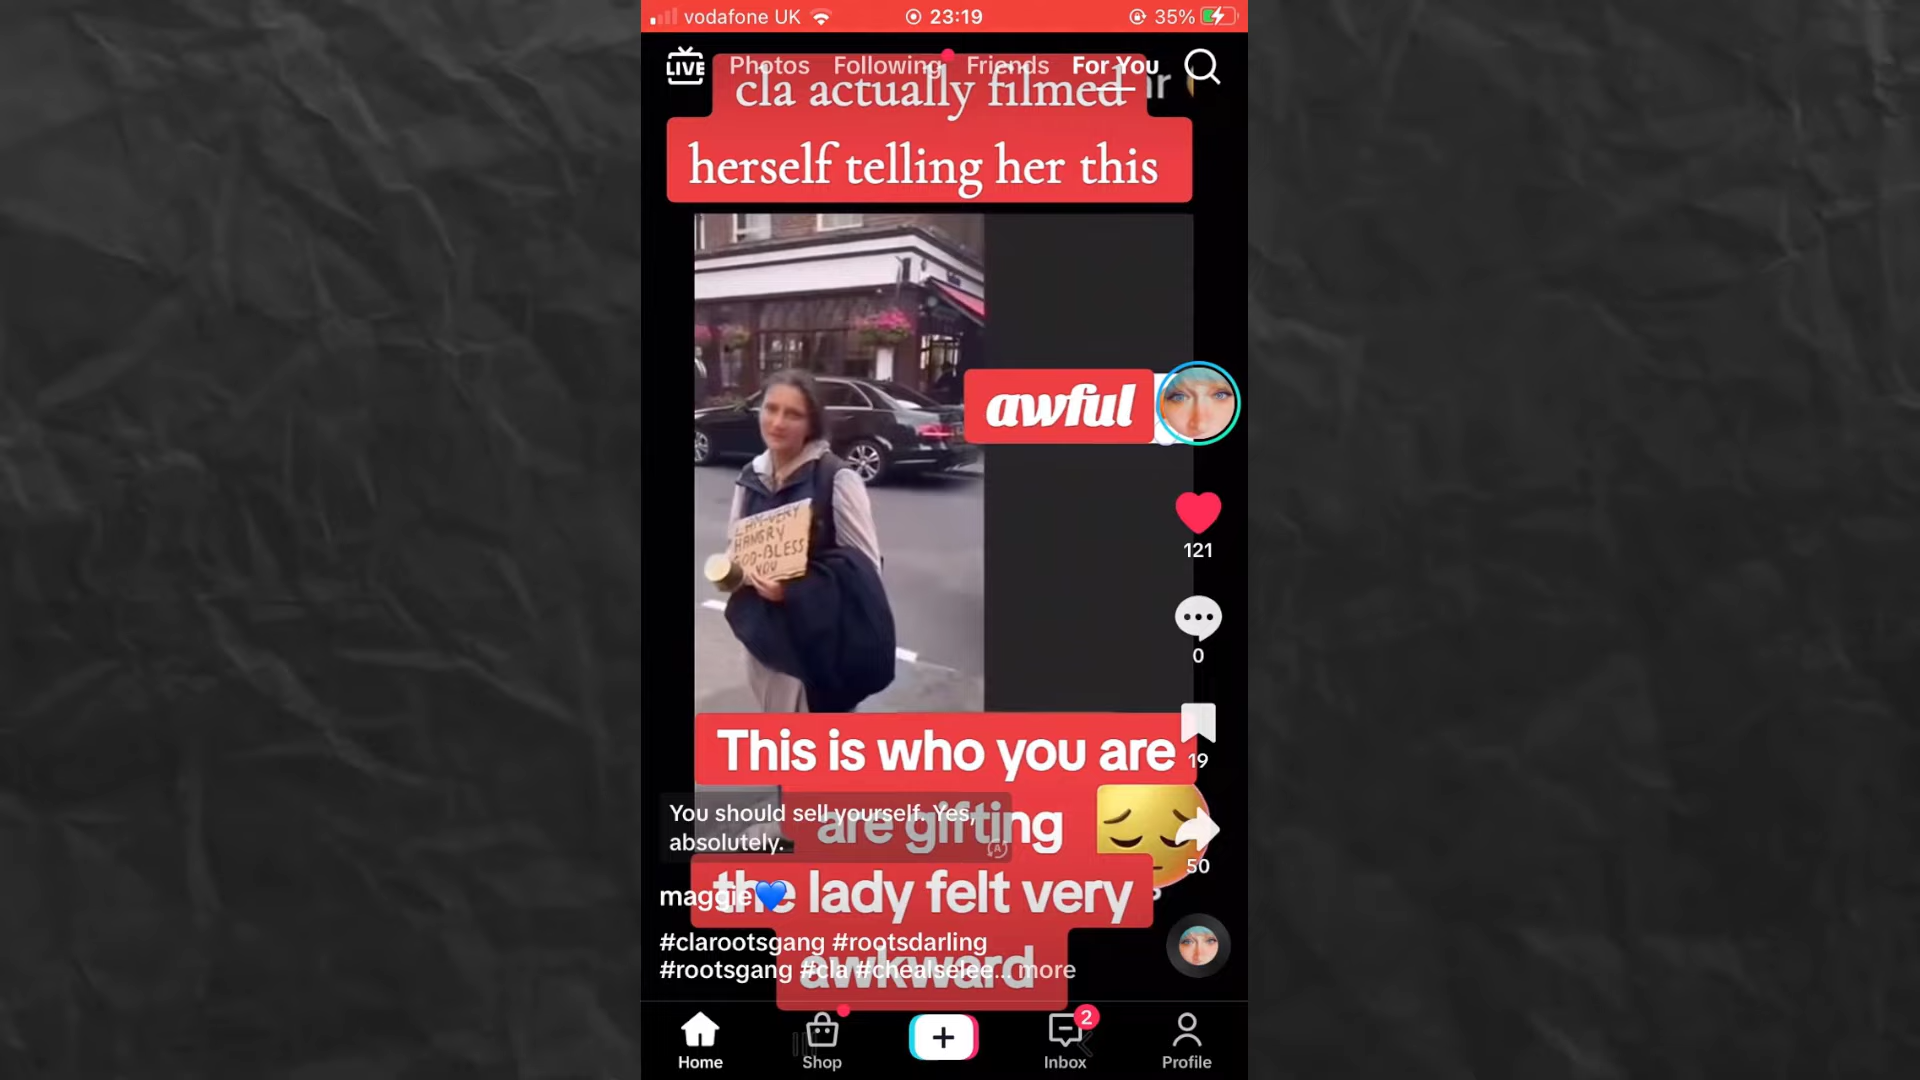 vodafone UK
23:19
35%
LIVE
Photos
Following
Friends
For You
cla actually filmed
herself telling her this
awful
I AM-VERY
HANGRY
GOD-BLESS
YOU
121
0
19
50
This is who you are
are gifting
the lady felt very
awkward
You should sell yourself. Yes,
absolutely.
maggie💙
#clarootsgang #rootsdarling
#rootsgang #cla #chealselee... more
Home
Shop
Inbox
2
Profile